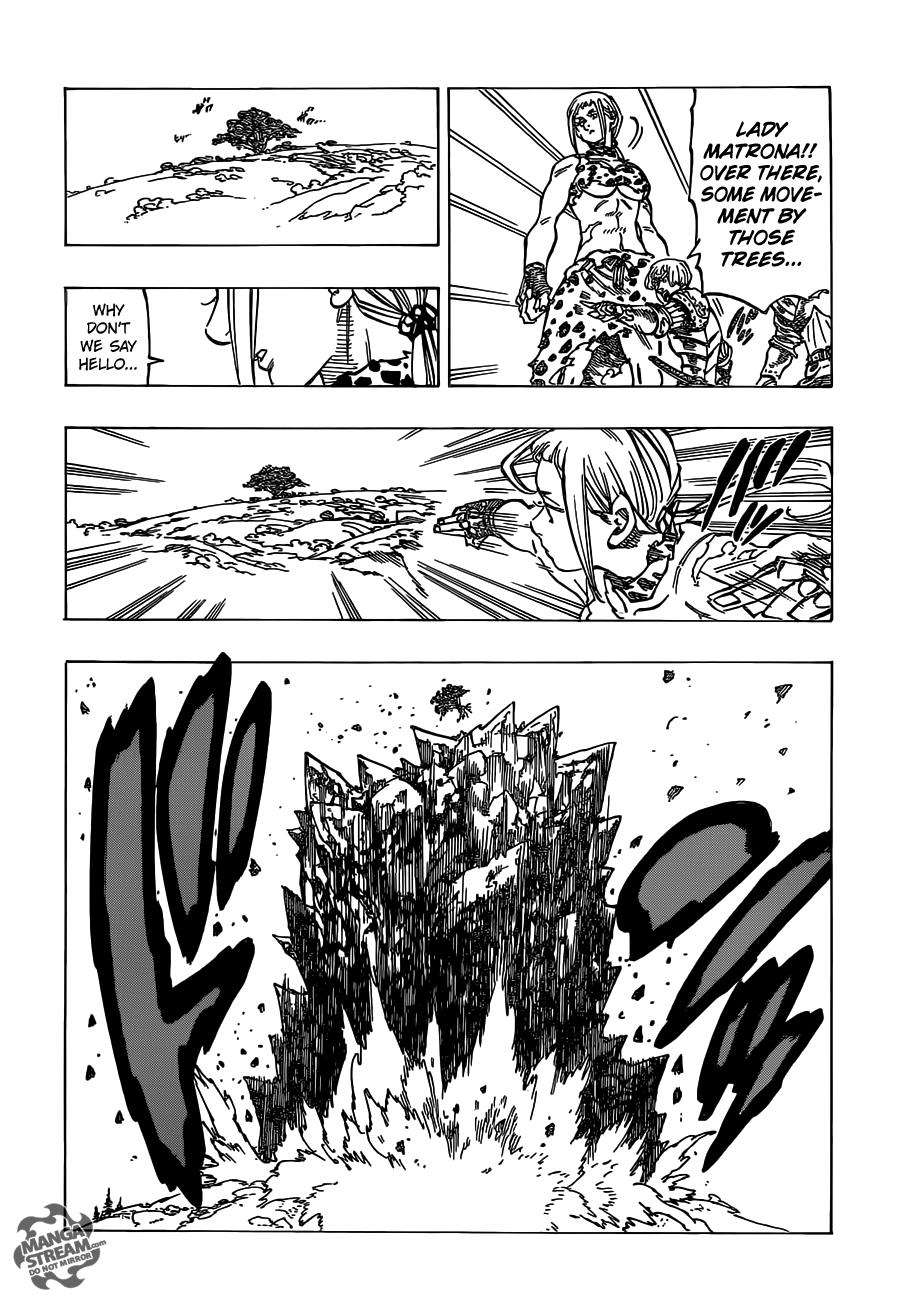 LADY
MATRONA!!
OVER THERE,
SOME MOVE-
MENT BY
THOSE
TREES...
WHY
DON'T
WE SAY
HELLO...
MANGA
STREAM.com
DO NOT MIRROR